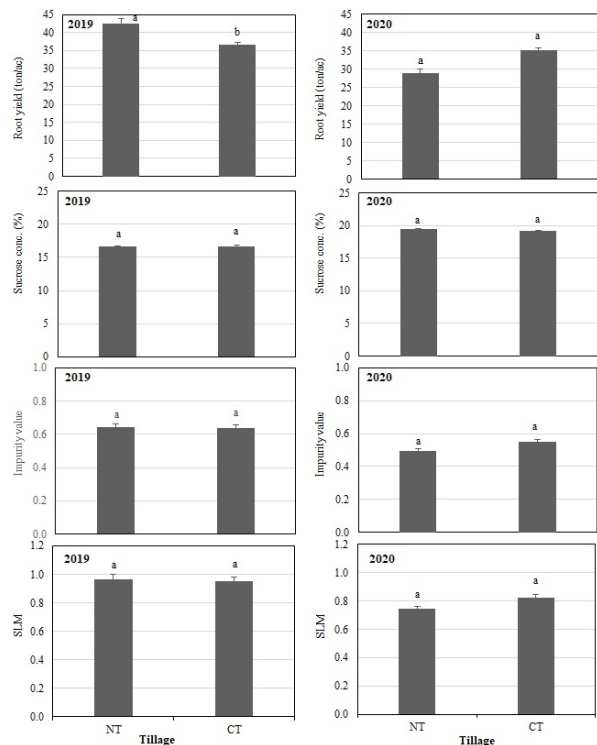 45
40
35
30
25
20
15
10
5
0
Root yield (ton/ac)
2019
a
b
45
40
35
30
25
20
15
10
5
0
Root yield (ton/ac)
2020
a
a
25
20
15
10
5
0
Sucrose conc. (%)
2019
a
a
25
20
15
10
5
0
Sucrose conc. (%)
2020
a
a
1.0
0.8
0.6
0.4
0.2
0.0
Impurity value
2019
a
a
1.0
0.8
0.6
0.4
0.2
0.0
Impurity value
2020
a
a
1.2
1.0
0.8
0.6
0.4
0.2
0.0
SLM
2019
a
a
NT
CT
Tillage
1.2
1.0
0.8
0.6
0.4
0.2
0.0
SLM
2020
a
a
NT
CT
Tillage